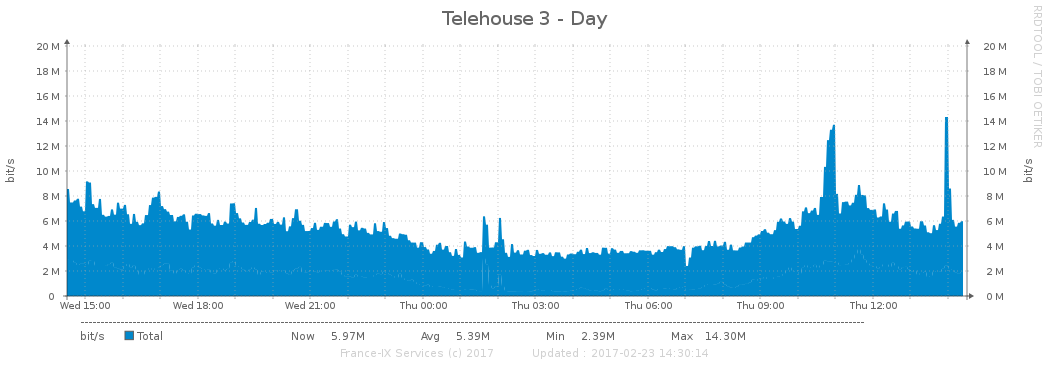 Telehouse 3 - Day
RRDTOOL / TOBI OETIKER
bit/s
bit/s
20 M 20 M
18 M 18 M
16 M 16 M
14 M 14 M
12 M 12 M
10 M 10 M
8 M 8 M
6 M 6 M
4 M 4 M
2 M 2 M
0 0 M
Wed 15:00 Wed 18:00 Wed 21:00 Thu 00:00 Thu 03:00 Thu 06:00 Thu 09:00 Thu 12:00
bit/s Total Now 5.97M Avg 5.39M Min 2.39M Max 14.30M
France-IX Services (c) 2017 Updated : 2017-02-23 14:30:14